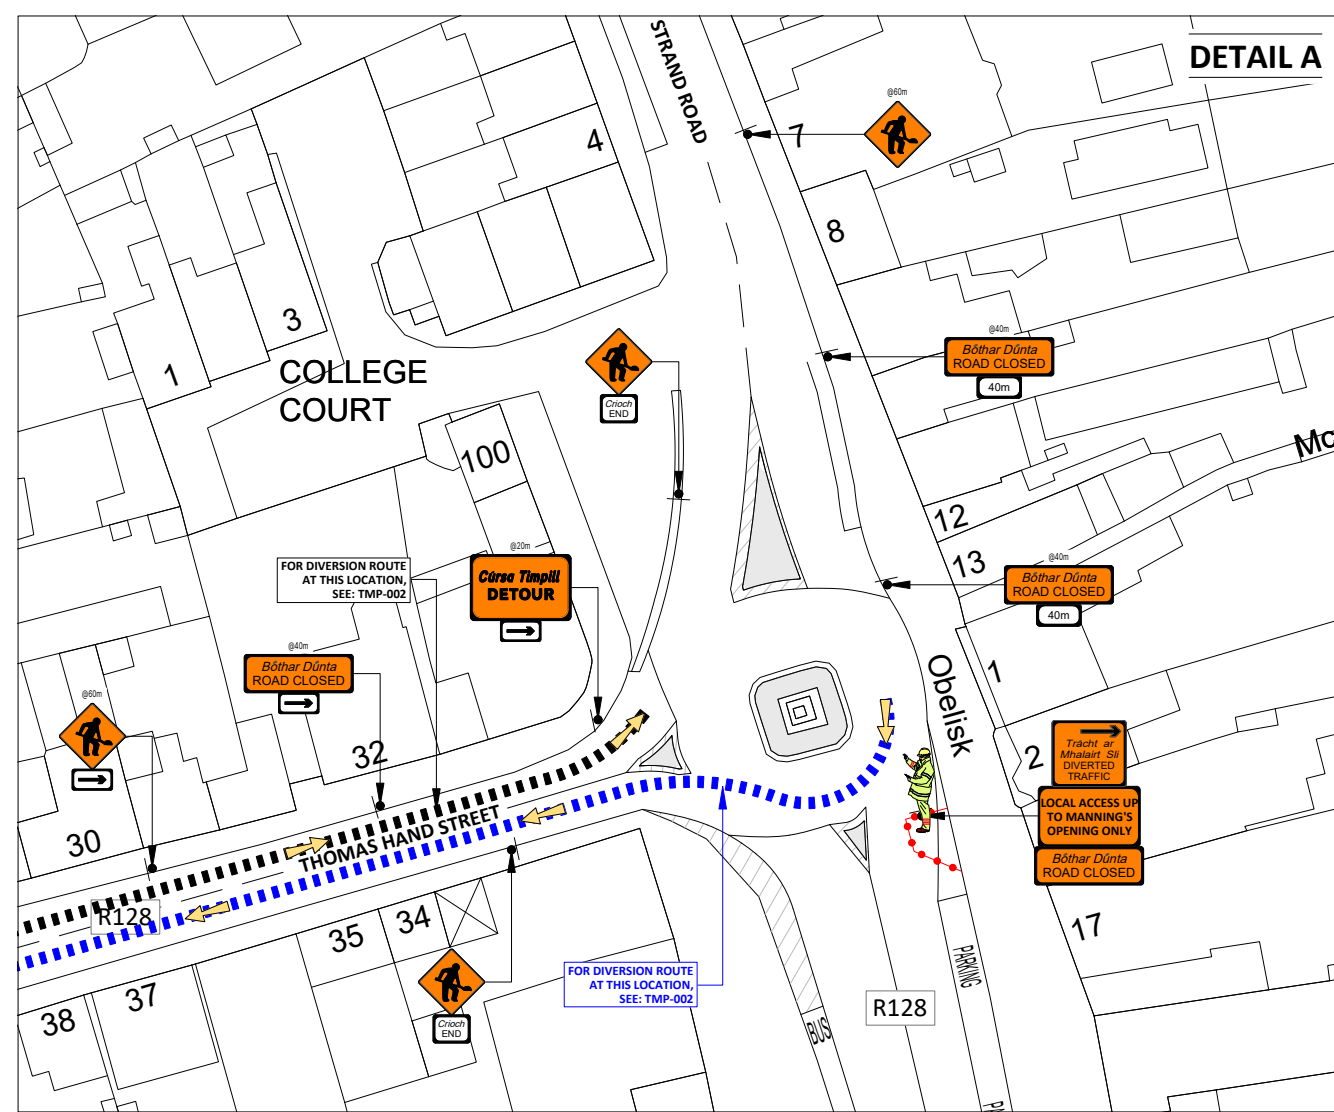 DETAIL A
STRAND ROAD
@60m
7
4
8
3
1
COLLEGE
COURT
Crioch
END
@40m
Bóthar Dúnta
ROAD CLOSED
40m
100
12
13
@40m
Bóthar Dúnta
ROAD CLOSED
40m
FOR DIVERSION ROUTE
AT THIS LOCATION,
SEE: TMP-002
@20m
Cúrsa Timpill
DETOUR
@40m
Bóthar Dúnta
ROAD CLOSED
@60m
Obelisk
1
2
32
30
THOMAS HAND STREET
R128
Trácht ar
Mhalairt Slí
DIVERTED
TRAFFIC
LOCAL ACCESS UP
TO MANNING'S
OPENING ONLY
Bóthar Dúnta
ROAD CLOSED
34
35
37
38
17
Crioch
END
FOR DIVERSION ROUTE
AT THIS LOCATION,
SEE: TMP-002
R128
PARKING
BUS